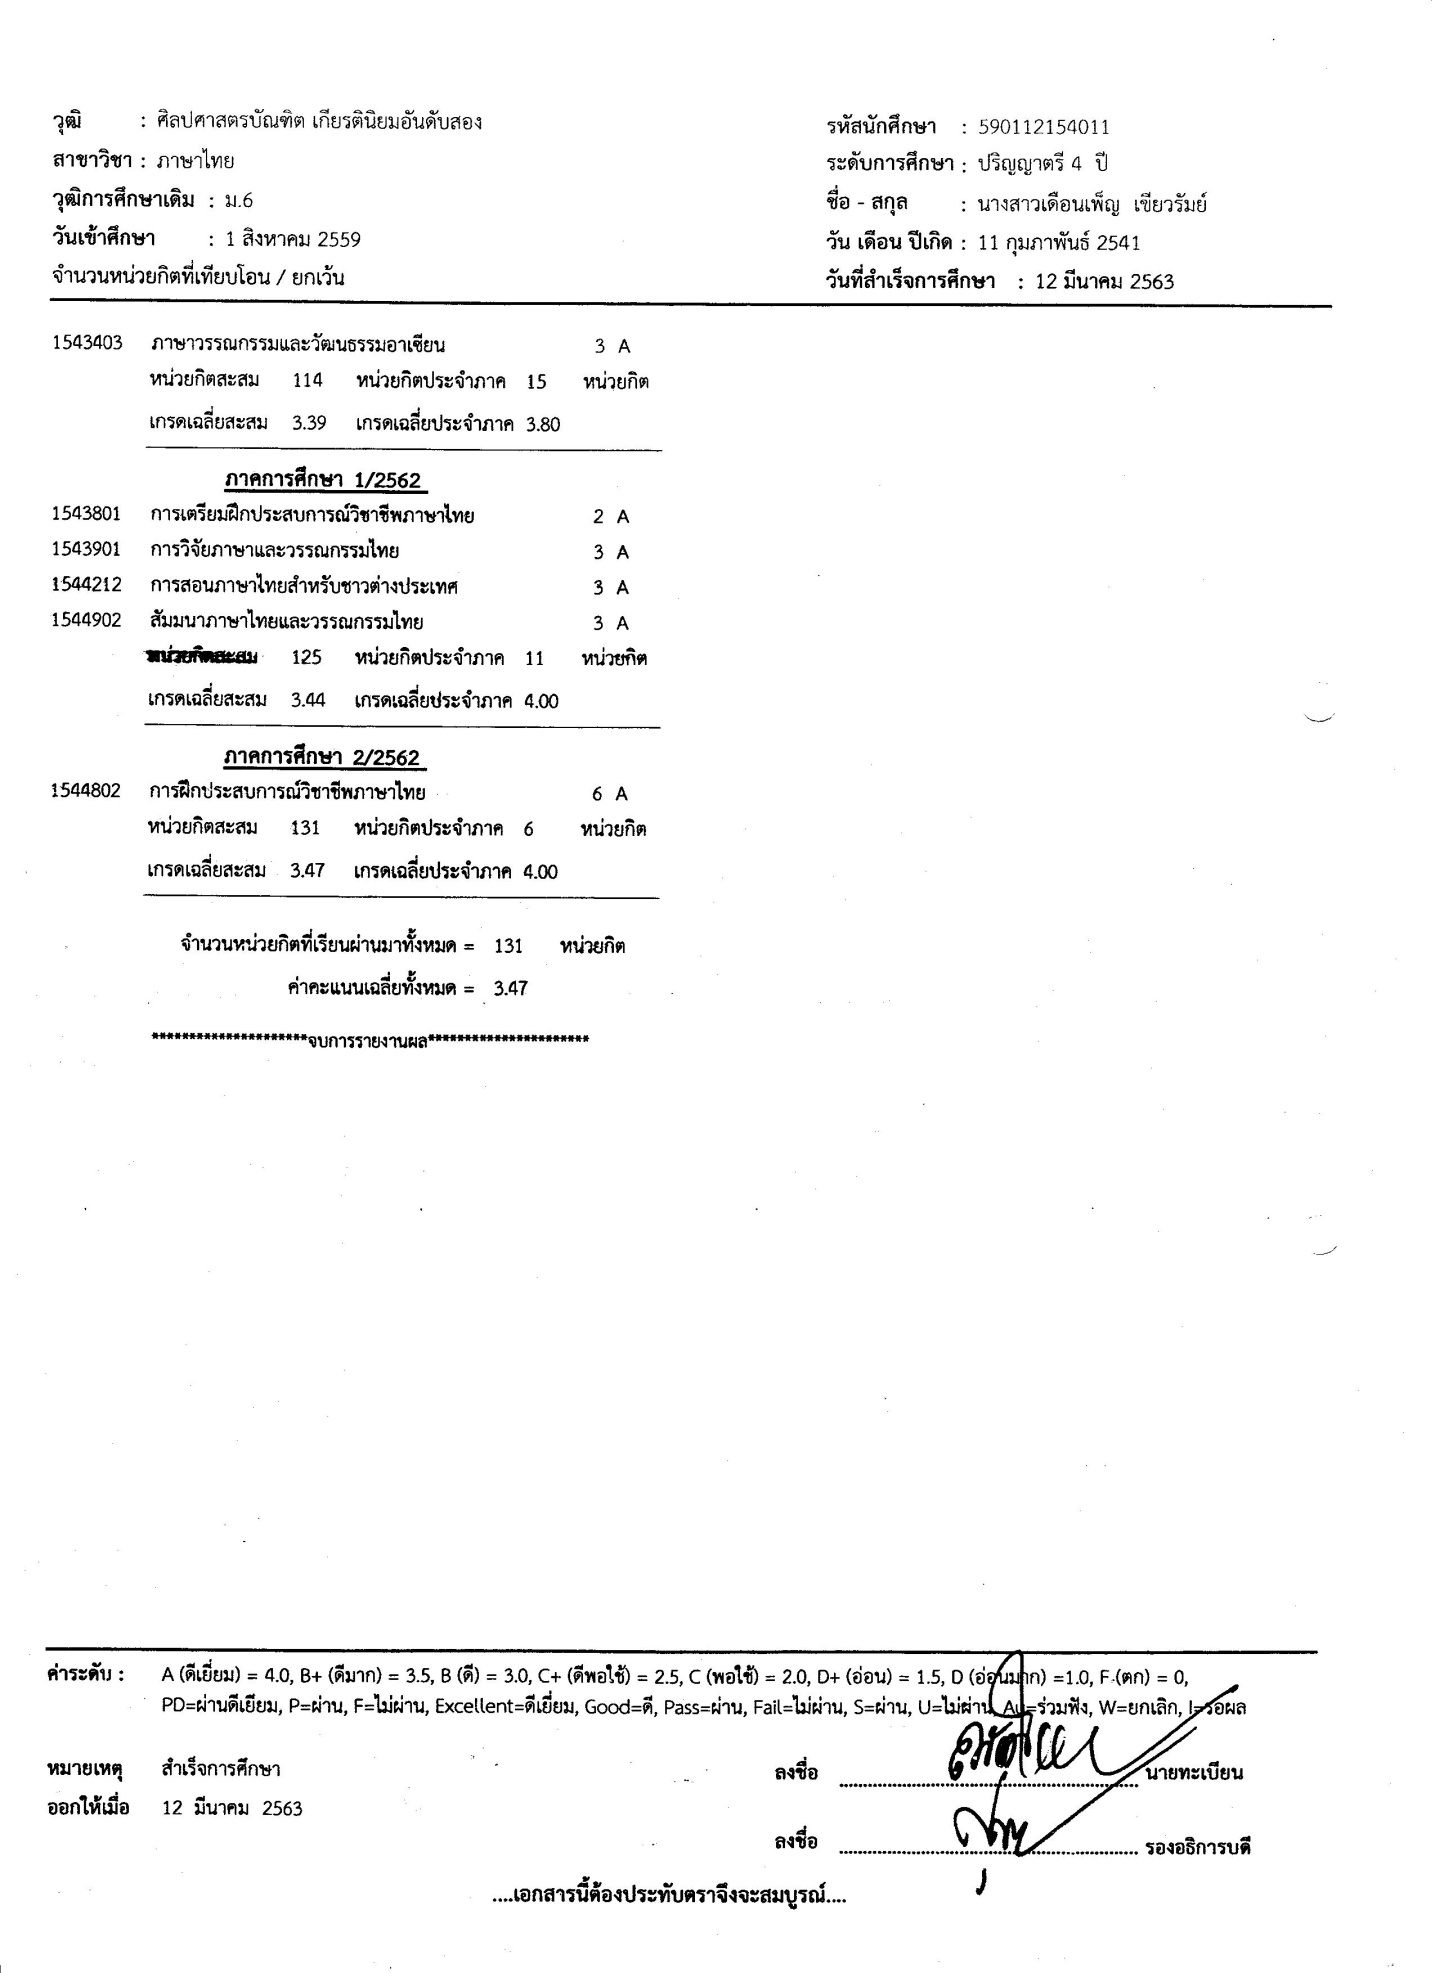 วุฒิ : ศิลปศาสตรบัณฑิต เกียรตินิยมอันดับสอง
สาขาวิชา : ภาษาไทย
วุฒิการศึกษาเดิม : ม.6
วันเข้าศึกษา : 1 สิงหาคม 2559
จำนวนหน่วยกิตที่เทียบโอน / ยกเว้น
รหัสนักศึกษา : 590112154011
ระดับการศึกษา : ปริญญาตรี 4 ปี
ชื่อ - สกุล : นางสาวเดือนเพ็ญ เขียวรัมย์
วัน เดือน ปีเกิด : 11 กุมภาพันธ์ 2541
วันที่สำเร็จการศึกษา : 12 มีนาคม 2563
1543403 ภาษาวรรณกรรมและวัฒนธรรมอาเซียน 3 A
หน่วยกิตสะสม 114 หน่วยกิตประจำภาค 15 หน่วยกิต
เกรดเฉลี่ยสะสม 3.39 เกรดเฉลี่ยประจำภาค 3.80
ภาคการศึกษา 1/2562
1543801 การเตรียมฝึกประสบการณ์วิชาชีพภาษาไทย 2 A
1543901 การวิจัยภาษาและวรรณกรรมไทย 3 A
1544212 การสอนภาษาไทยสำหรับชาวต่างประเทศ 3 A
1544902 สัมมนาภาษาไทยและวรรณกรรมไทย 3 A
หน่วยกิตสะสม 125 หน่วยกิตประจำภาค 11 หน่วยกิต
เกรดเฉลี่ยสะสม 3.44 เกรดเฉลี่ยประจำภาค 4.00
ภาคการศึกษา 2/2562
1544802 การฝึกประสบการณ์วิชาชีพภาษาไทย 6 A
หน่วยกิตสะสม 131 หน่วยกิตประจำภาค 6 หน่วยกิต
เกรดเฉลี่ยสะสม 3.47 เกรดเฉลี่ยประจำภาค 4.00
จำนวนหน่วยกิตที่เรียนผ่านมาทั้งหมด = 131 หน่วยกิต
ค่าคะแนนเฉลี่ยทั้งหมด = 3.47
*********************จบการรายงานผล**********************
ค่าระดับ : A (ดีเยี่ยม) = 4.0, B+ (ดีมาก) = 3.5, B (ดี) = 3.0, C+ (ดีพอใช้) = 2.5, C (พอใช้) = 2.0, D+ (อ่อน) = 1.5, D (อ่อนมาก) =1.0, F (ตก) = 0,
PD=ผ่านดีเยี่ยม, P=ผ่าน, F=ไม่ผ่าน, Excellent=ดีเยี่ยม, Good=ดี, Pass=ผ่าน, Fail=ไม่ผ่าน, S=ผ่าน, U=ไม่ผ่าน, Au=ร่วมฟัง, W=ยกเลิก, I=รอผล
หมายเหตุ สำเร็จการศึกษา
ออกให้เมื่อ 12 มีนาคม 2563
ลงชื่อ ........................ นายทะเบียน
ลงชื่อ ........................ รองอธิการบดี
....เอกสารนี้ต้องประทับตราจึงจะสมบูรณ์....